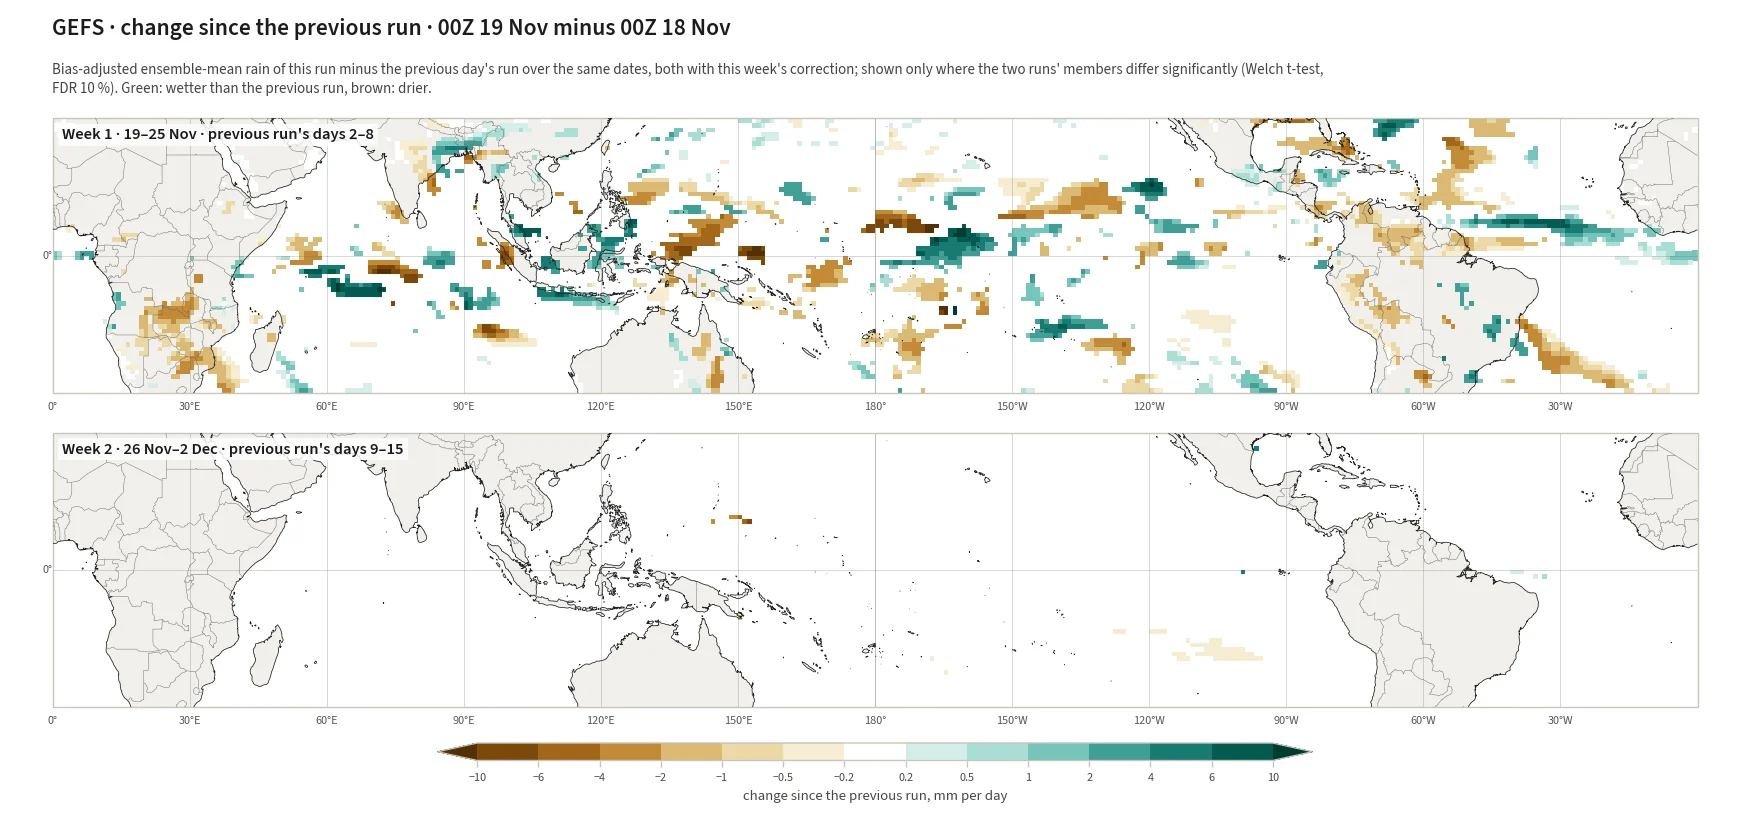 GEFS · change since the previous run · 00Z 19 Nov minus 00Z 18 Nov
Bias-adjusted ensemble-mean rain of this run minus the previous day's run over the same dates, both with this week's correction; shown only where the two runs' members differ significantly (Welch t-test,
FDR 10 %). Green: wetter than the previous run, brown: drier.
Week 1 · 19–25 Nov · previous run's days 2–8
0°
0° 30°E 60°E 90°E 120°E 150°E 180° 150°W 120°W 90°W 60°W 30°W
Week 2 · 26 Nov–2 Dec · previous run's days 9–15
0°
0° 30°E 60°E 90°E 120°E 150°E 180° 150°W 120°W 90°W 60°W 30°W
−10 −6 −4 −2 −1 −0.5 −0.2 0.2 0.5 1 2 4 6 10
change since the previous run, mm per day